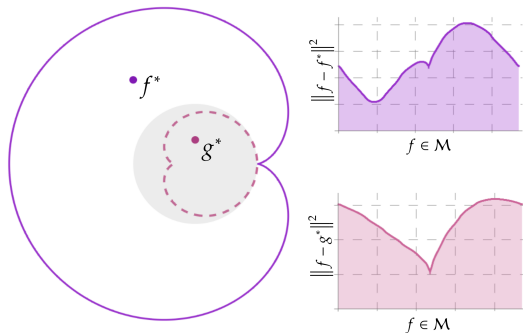 f*
g*
‖f − f*‖²
f ∈ M
‖f − g*‖²
f ∈ M